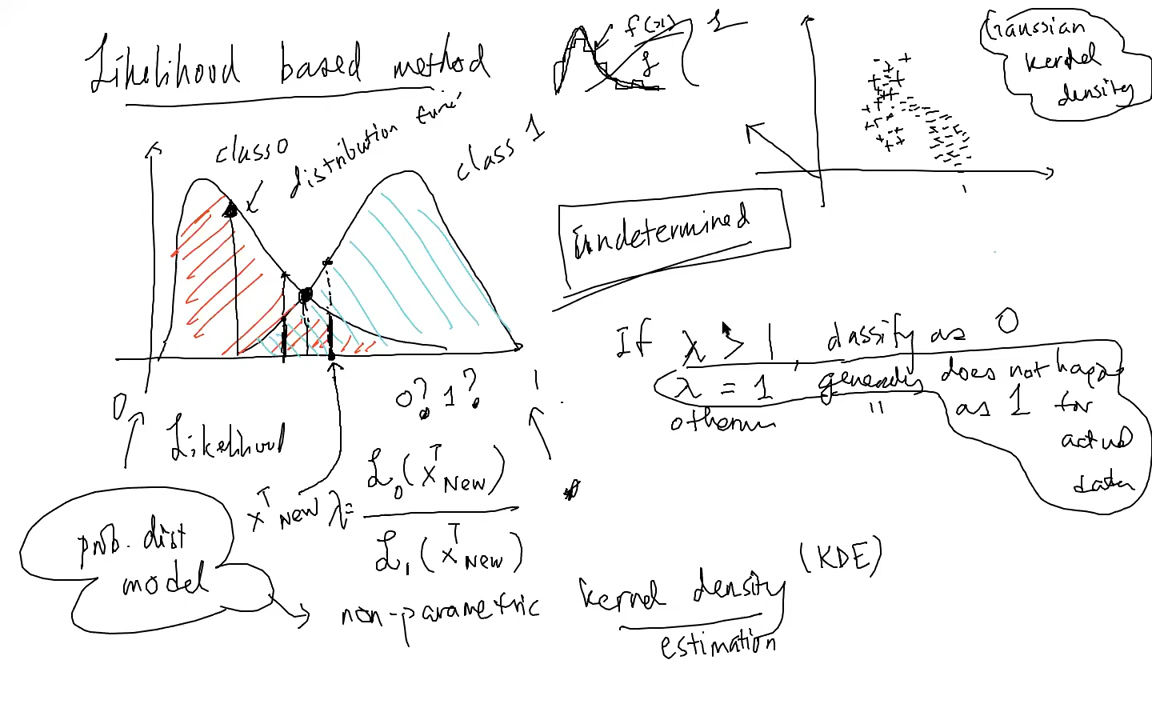 Likelihood based method
f(x)
Gaussian
kernel
density
class 0
distribution func
class 1
undetermined
If λ > 1, classify as 0
λ = 1 does not happen
as 1 for
actual
data
0
0? 1?
1
Likelihood
x^T New λ = ℒ₀(x^T New)
ℒ₁(x^T New)
prob. dist
model
non-parametric kernel density (KDE)
estimation